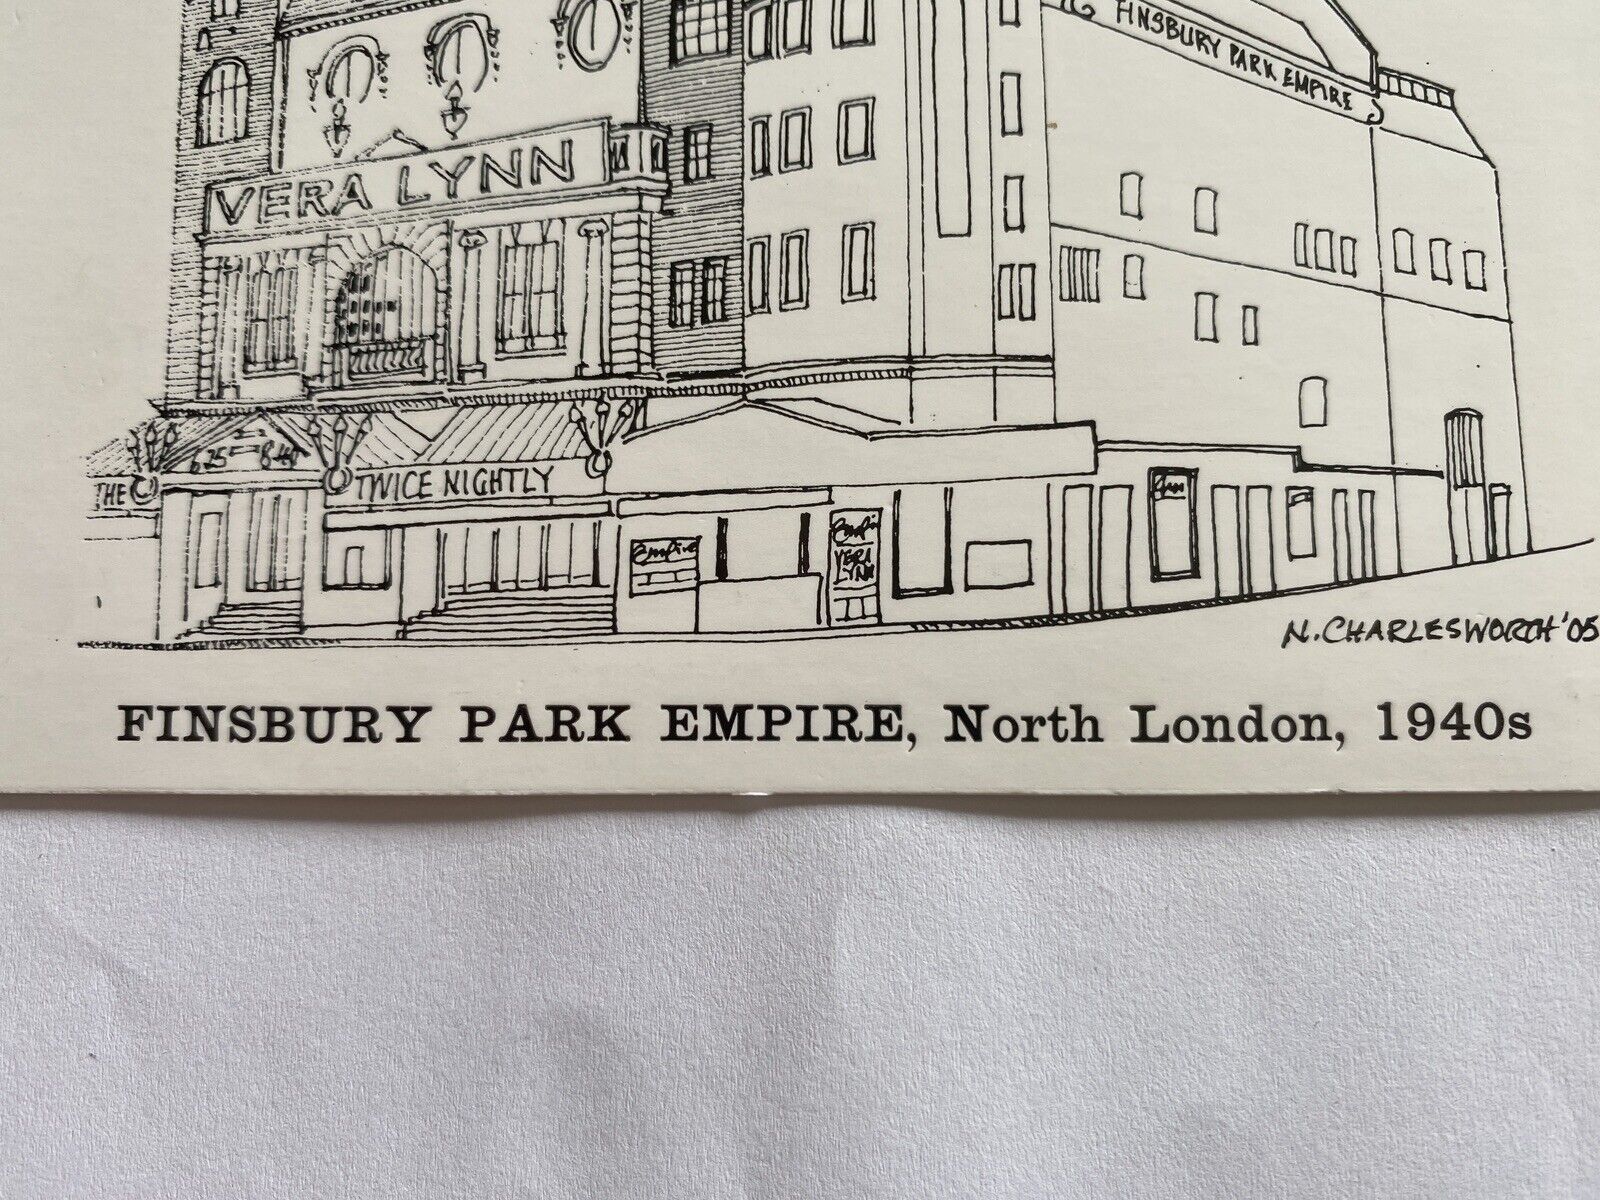 FINSBURY PARK EMPIRE
VERA LYNN
6.25 8.40
THE
TWICE NIGHTLY
Empire
Empire
VERA
LYNN
N. CHARLESWORTH '05
FINSBURY PARK EMPIRE, North London, 1940s